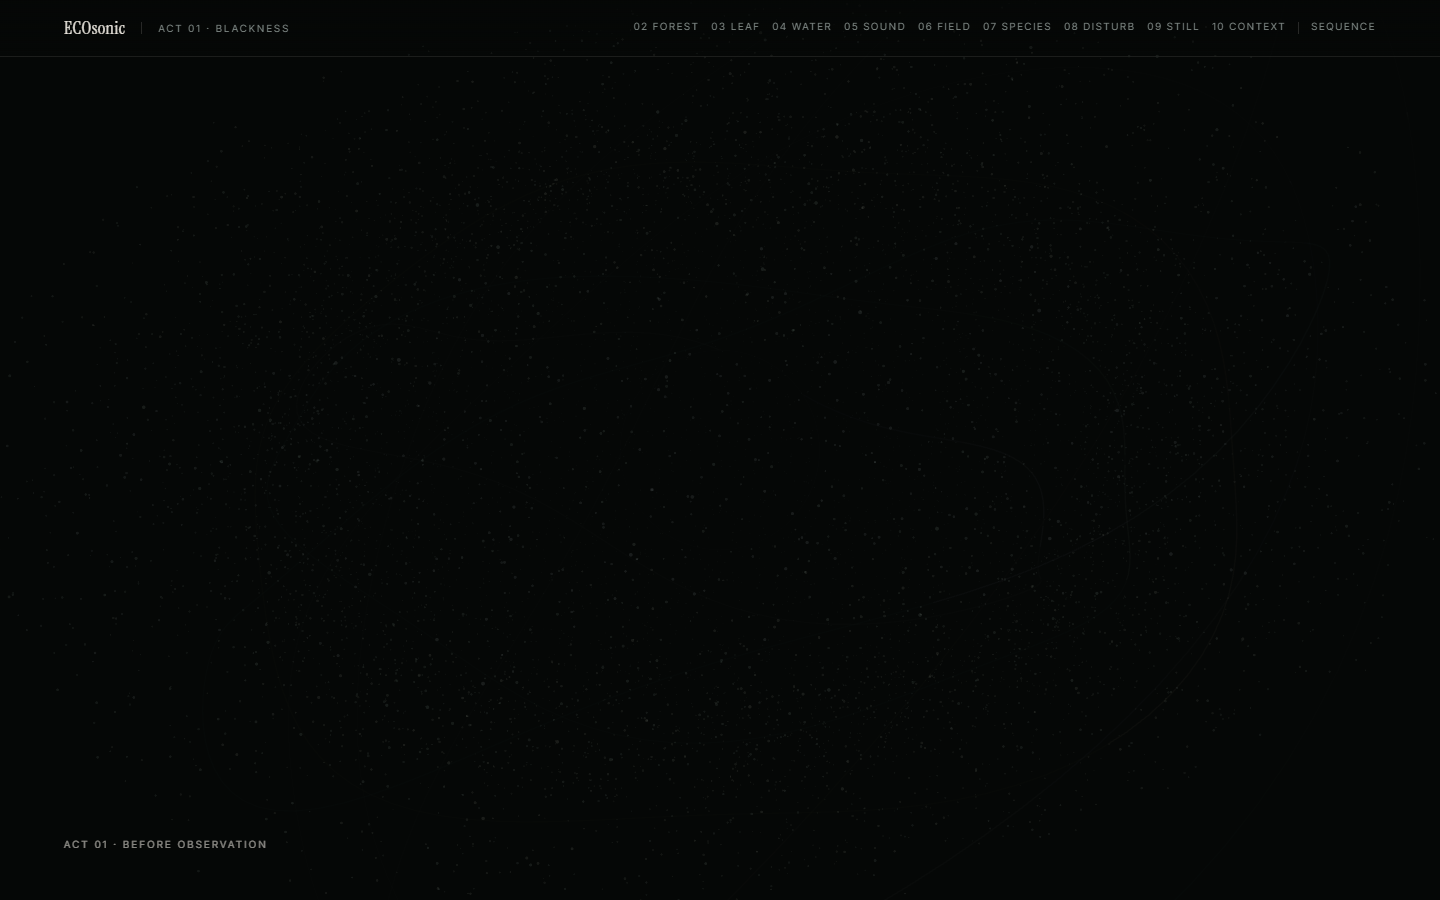 ECOsonic
ACT 01 · BLACKNESS
02 FOREST 03 LEAF 04 WATER 05 SOUND 06 FIELD 07 SPECIES 08 DISTURB 09 STILL 10 CONTEXT SEQUENCE
ACT 01 · BEFORE OBSERVATION